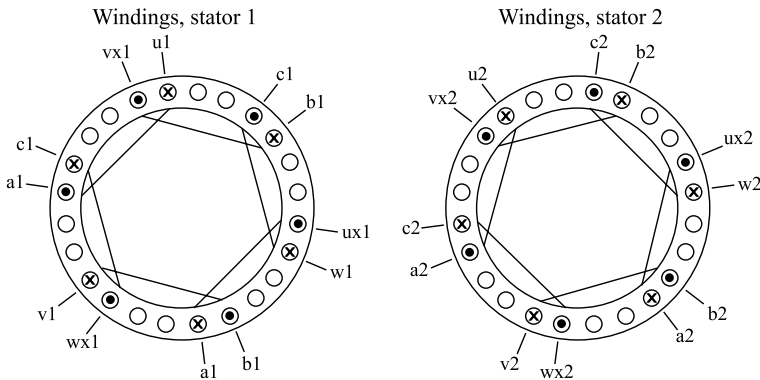 Windings, stator 1
Windings, stator 2
u1
vx1
c1
b1
c1
a1
ux1
w1
v1
wx1
a1
b1
c2
b2
u2
vx2
ux2
w2
c2
a2
b2
a2
v2
wx2